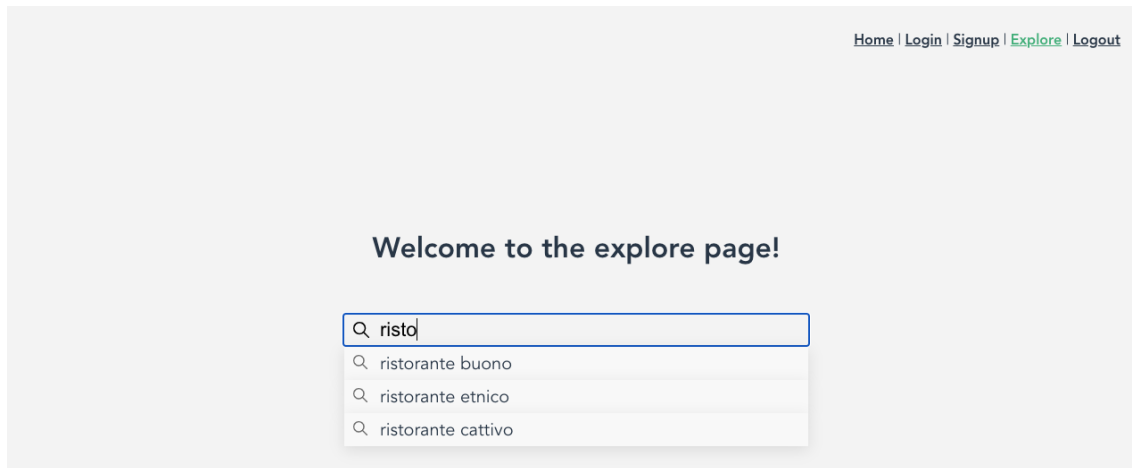 Home | Login | Signup | Explore | Logout
Welcome to the explore page!
risto
ristorante buono
ristorante etnico
ristorante cattivo